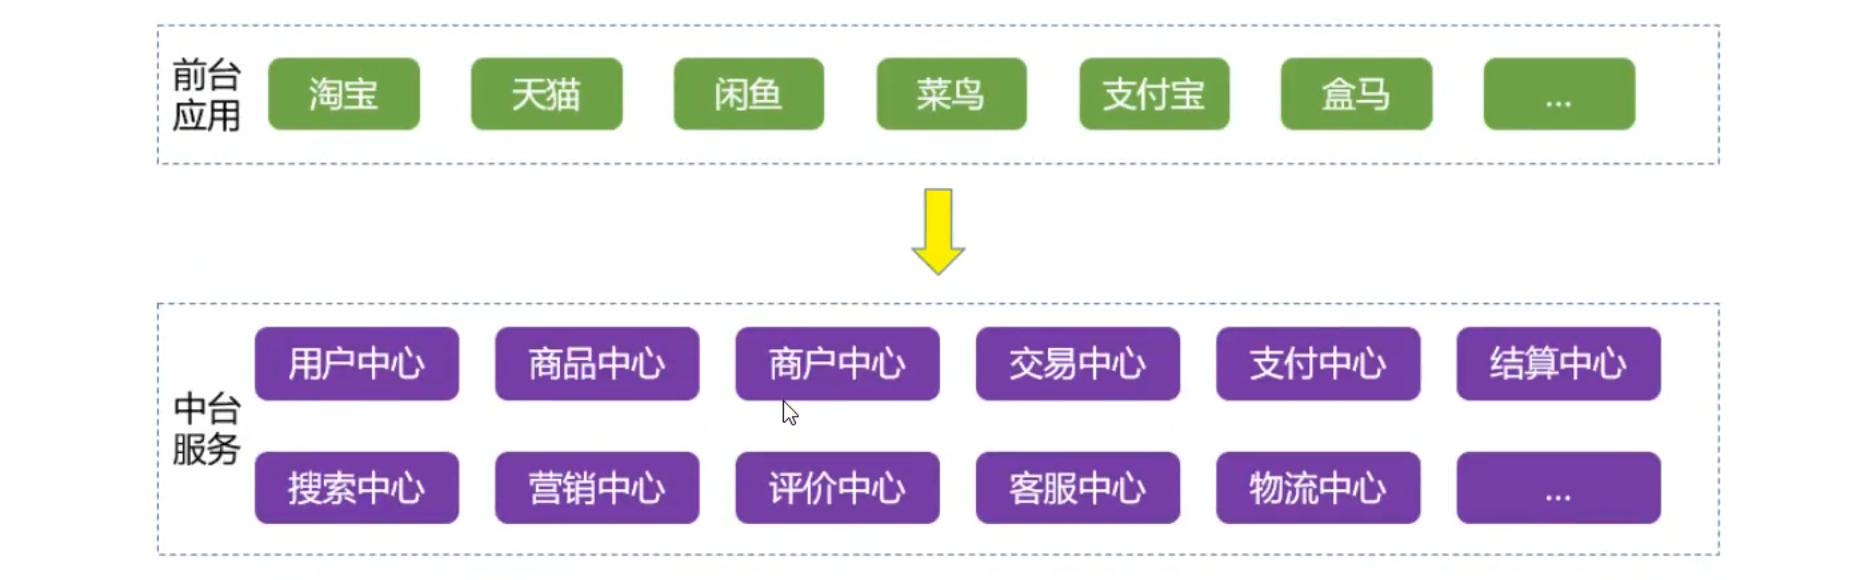 前台
应用
淘宝
天猫
闲鱼
菜鸟
支付宝
盒马
...
中台
服务
用户中心
商品中心
商户中心
交易中心
支付中心
结算中心
搜索中心
营销中心
评价中心
客服中心
物流中心
...